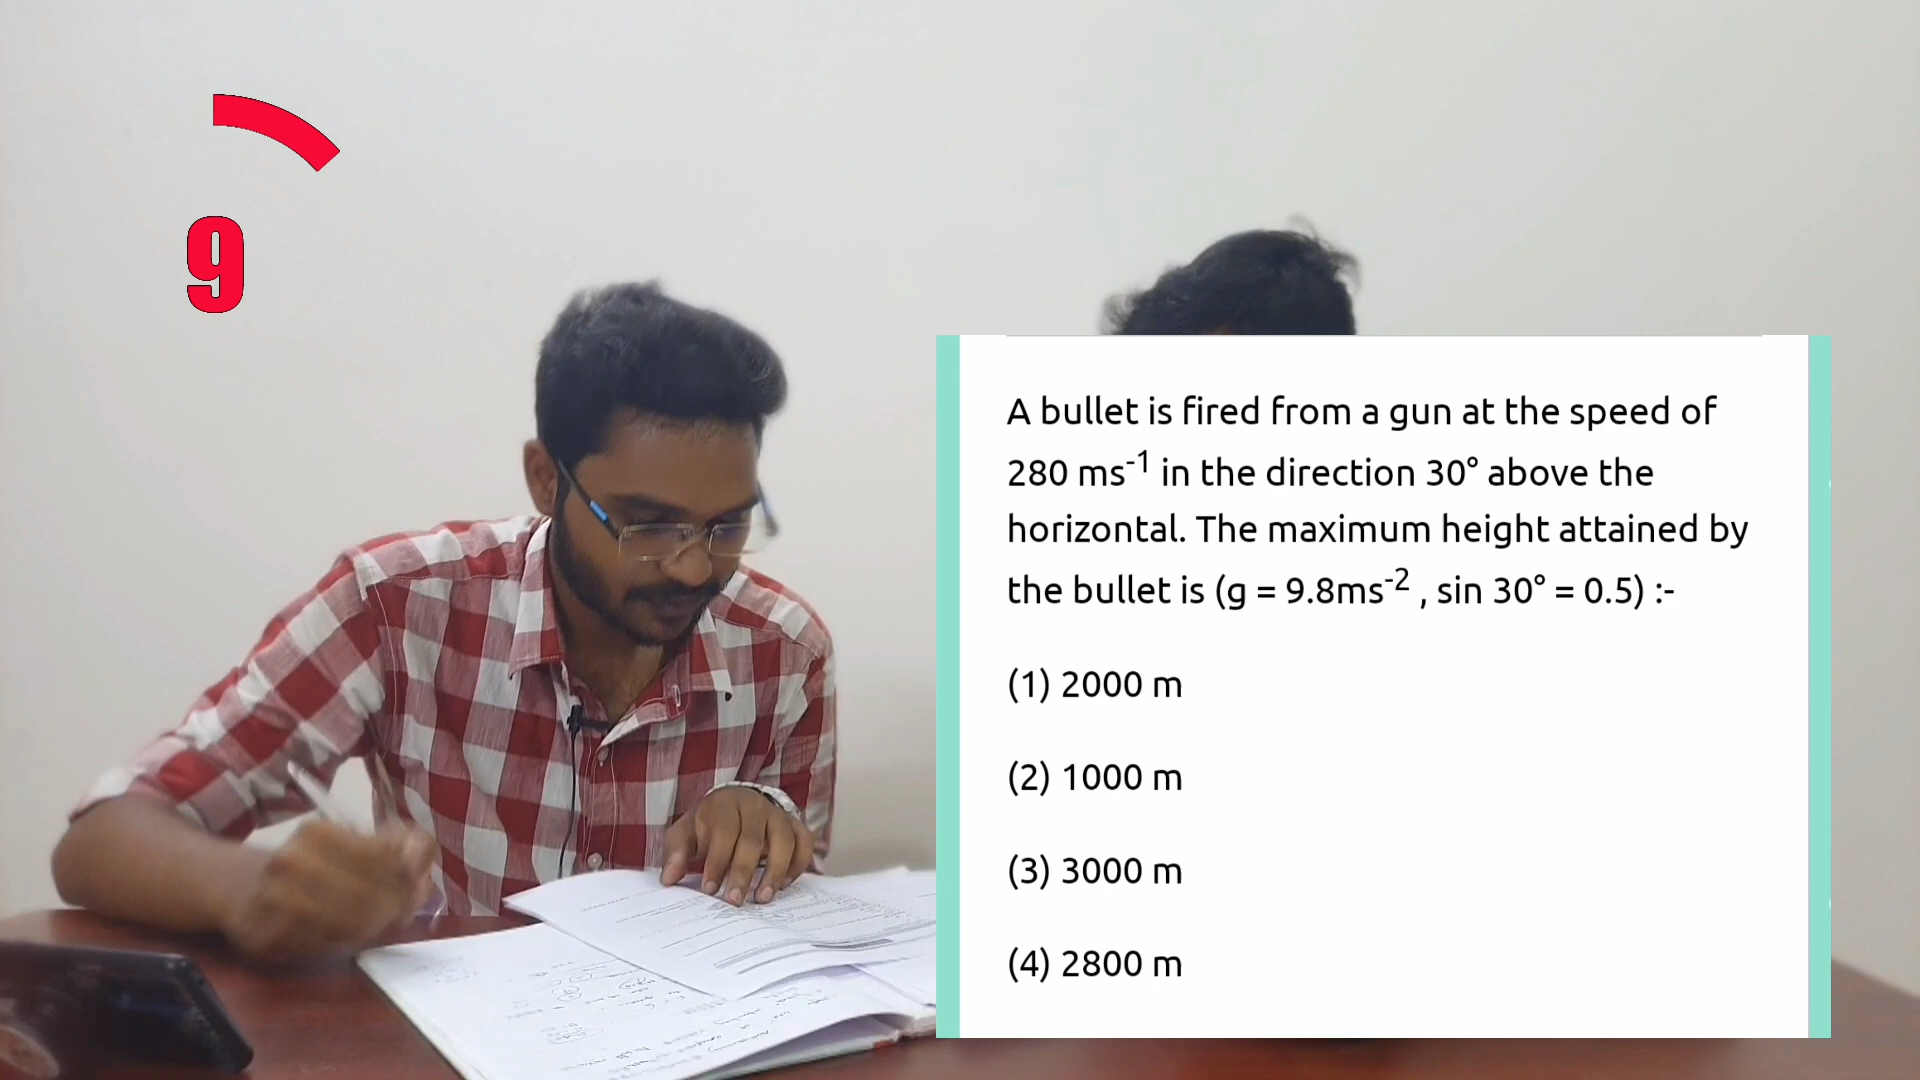 9
A bullet is fired from a gun at the speed of
280 ms⁻¹ in the direction 30° above the
horizontal. The maximum height attained by
the bullet is (g = 9.8ms⁻² , sin 30° = 0.5) :-
(1) 2000 m
(2) 1000 m
(3) 3000 m
(4) 2800 m